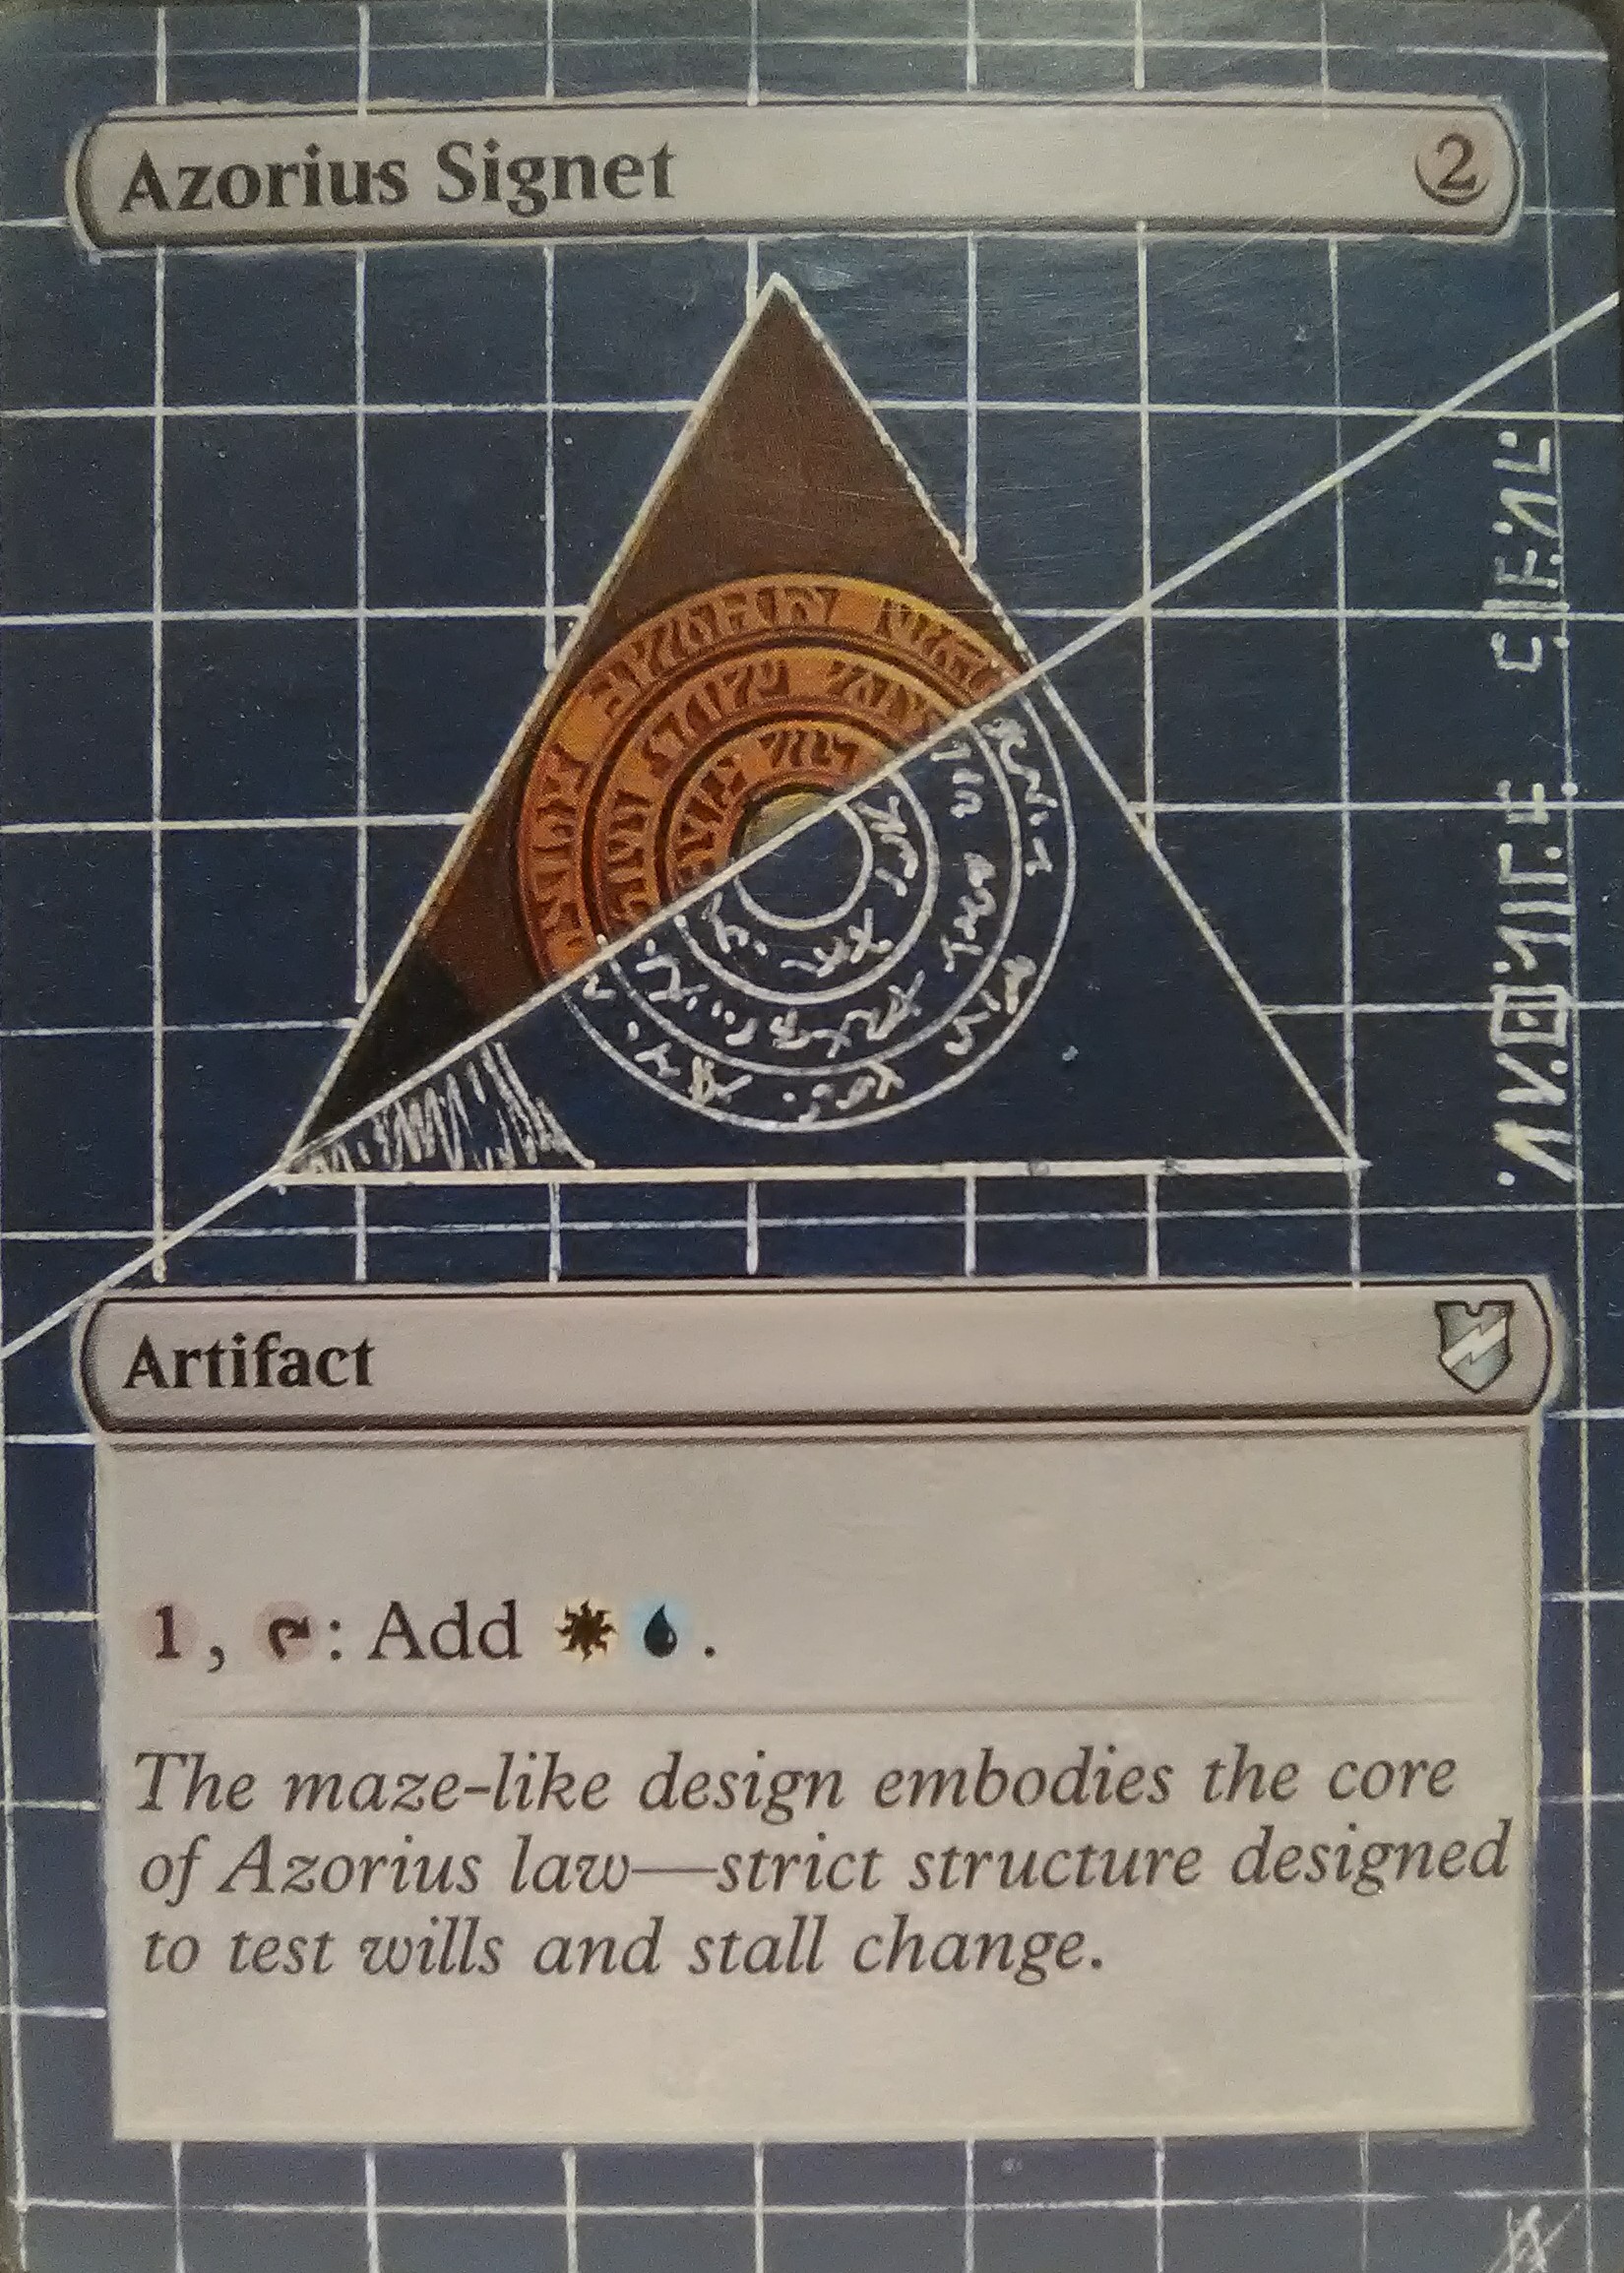 Azorius Signet 2
Artifact
1, : Add .
The maze-like design embodies the core
of Azorius law—strict structure designed
to test wills and stall change.